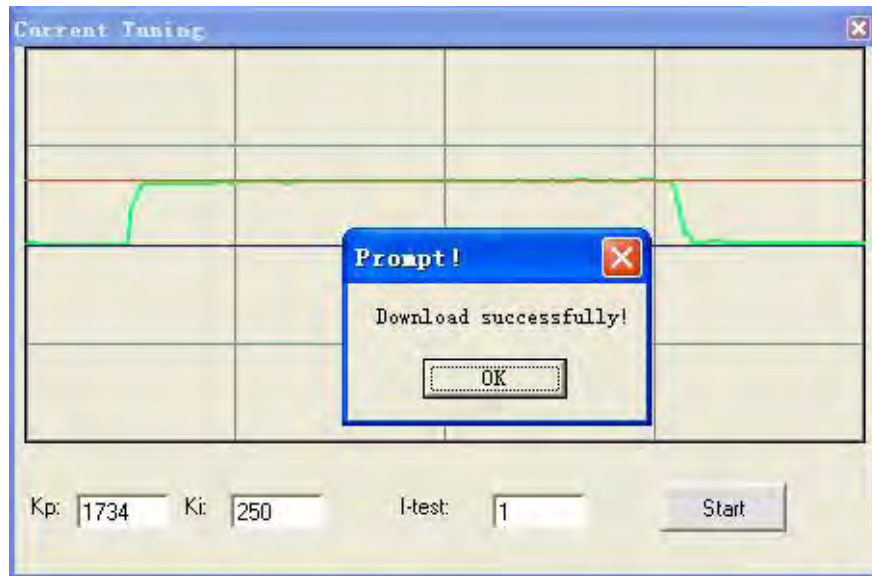 Current Tuning
Prompt!
Download successfully!
OK
Kp: 1734 Ki: 250 I-test: 1 Start